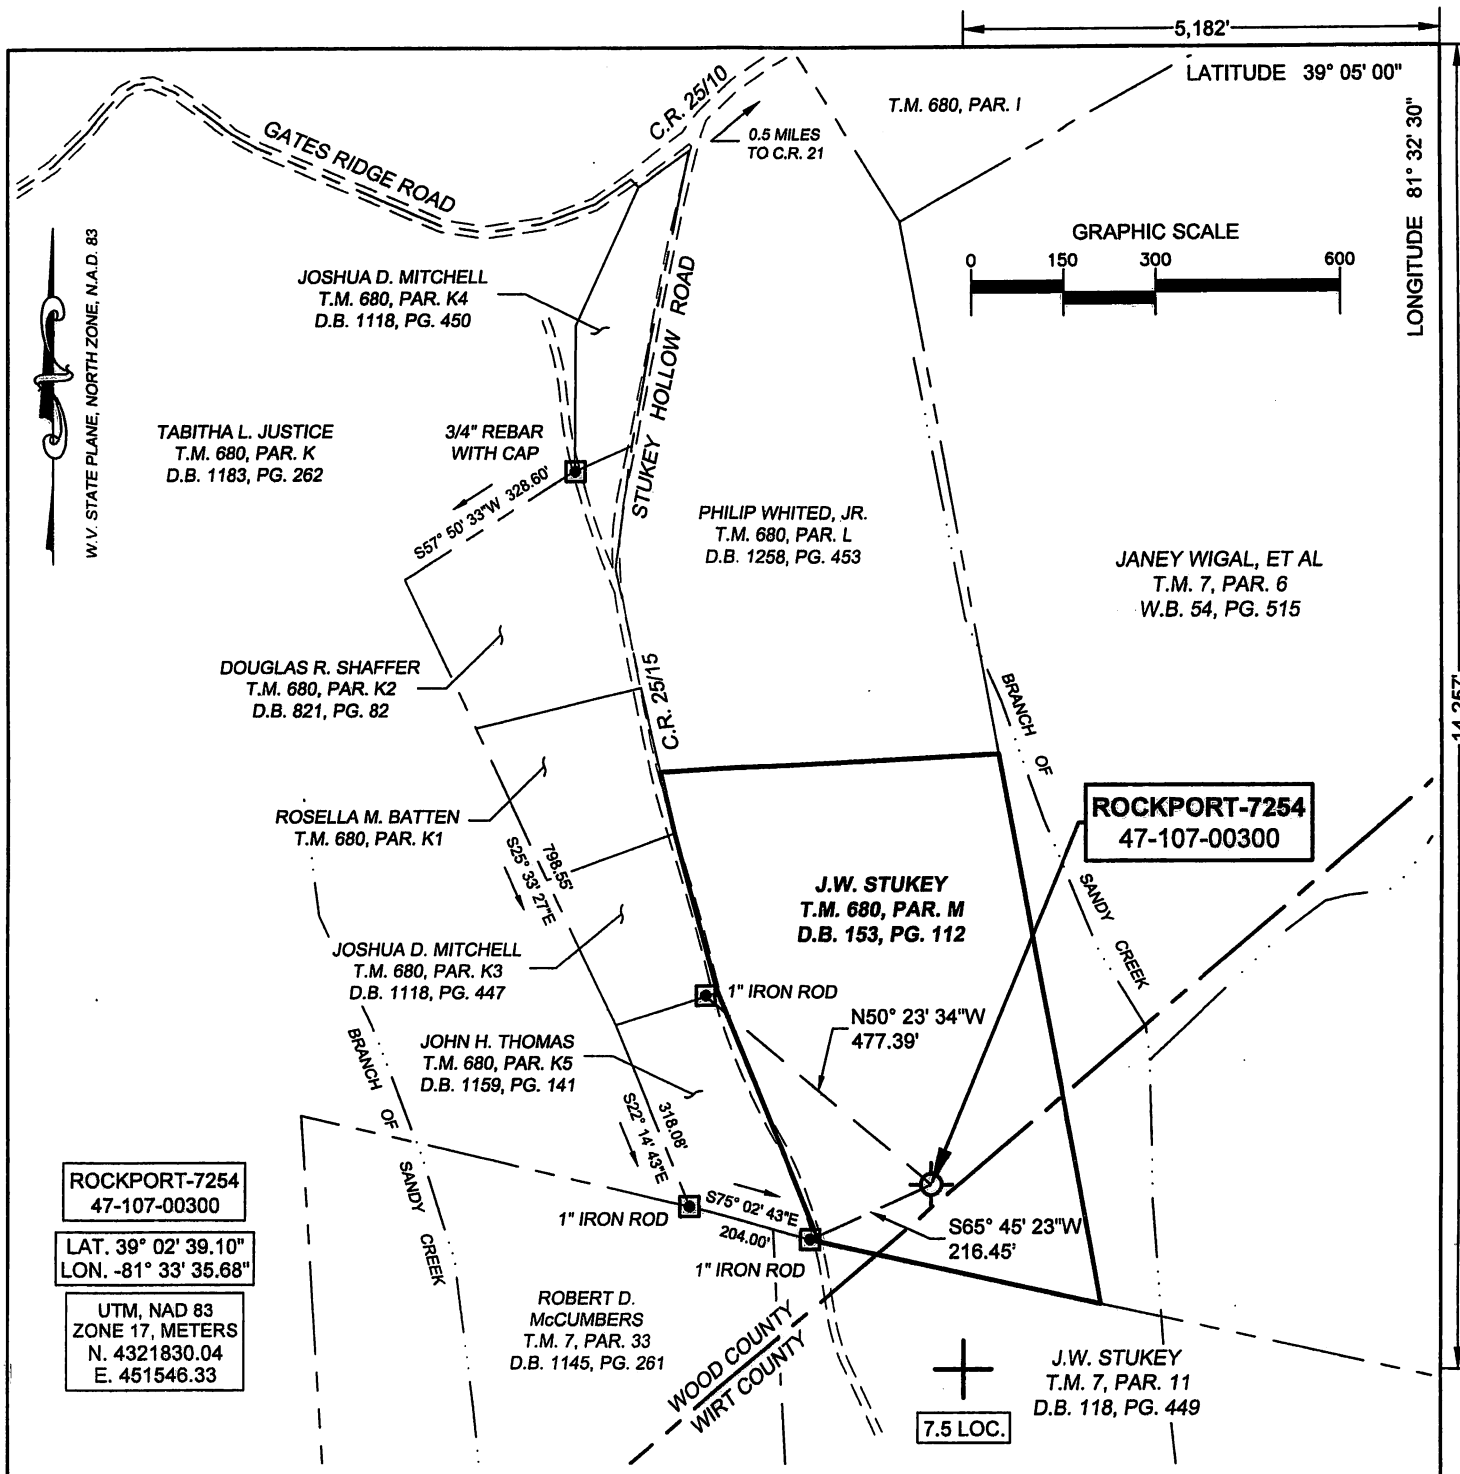 5,182'
LATITUDE 39° 05' 00"
LONGITUDE 81° 32' 30"
14,257'
T.M. 680, PAR. I
C.R. 25/10
0.5 MILES
TO C.R. 21
GATES RIDGE ROAD
GRAPHIC SCALE
0 150 300 600
W.V. STATE PLANE, NORTH ZONE, N.A.D. 83
JOSHUA D. MITCHELL
T.M. 680, PAR. K4
D.B. 1118, PG. 450
STUKEY HOLLOW ROAD
TABITHA L. JUSTICE
T.M. 680, PAR. K
D.B. 1183, PG. 262
3/4" REBAR
WITH CAP
S57° 50' 33"W 328.60'
PHILIP WHITED, JR.
T.M. 680, PAR. L
D.B. 1258, PG. 453
JANEY WIGAL, ET AL
T.M. 7, PAR. 6
W.B. 54, PG. 515
DOUGLAS R. SHAFFER
T.M. 680, PAR. K2
D.B. 821, PG. 82
C.R. 25/15
BRANCH OF SANDY CREEK
ROCKPORT-7254
47-107-00300
ROSELLA M. BATTEN
T.M. 680, PAR. K1
798.55'
S25° 33' 27"E
J.W. STUKEY
T.M. 680, PAR. M
D.B. 153, PG. 112
JOSHUA D. MITCHELL
T.M. 680, PAR. K3
D.B. 1118, PG. 447
1" IRON ROD
N50° 23' 34"W
477.39'
JOHN H. THOMAS
T.M. 680, PAR. K5
D.B. 1159, PG. 141
BRANCH OF SANDY CREEK
318.08'
S22° 14' 43"E
ROCKPORT-7254
47-107-00300
LAT. 39° 02' 39.10"
LON. -81° 33' 35.68"
UTM, NAD 83
ZONE 17, METERS
N. 4321830.04
E. 451546.33
1" IRON ROD
S75° 02' 43"E
204.00'
1" IRON ROD
S65° 45' 23"W
216.45'
ROBERT D.
McCUMBERS
T.M. 7, PAR. 33
D.B. 1145, PG. 261
WOOD COUNTY
WIRT COUNTY
7.5 LOC.
J.W. STUKEY
T.M. 7, PAR. 11
D.B. 118, PG. 449